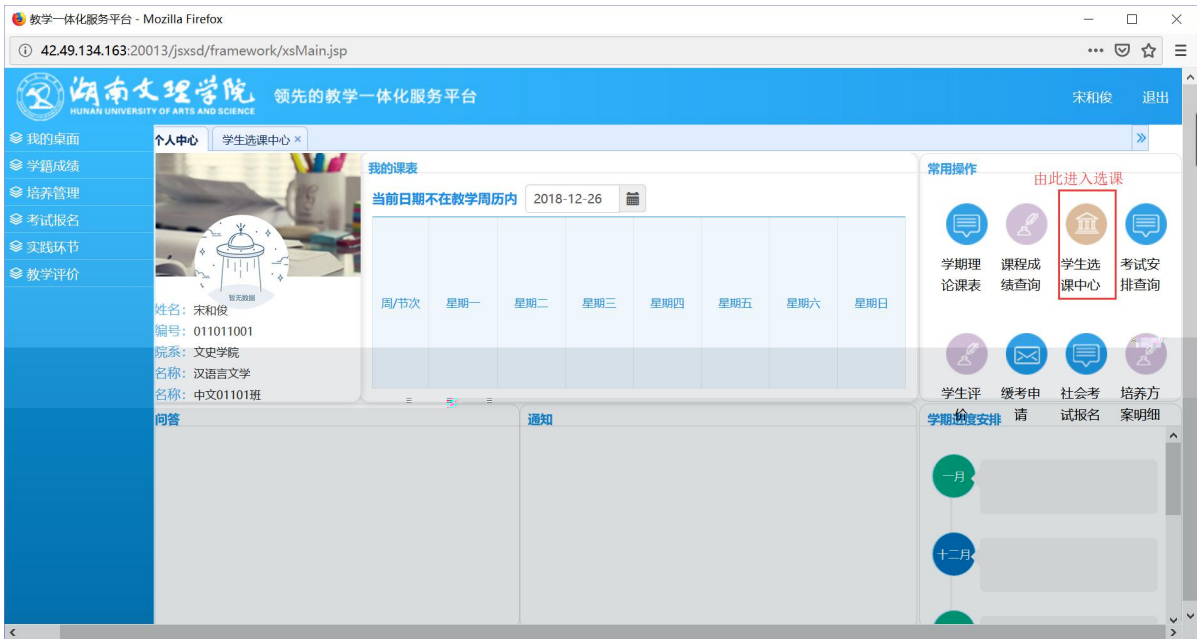 教学一体化服务平台 - Mozilla Firefox
42.49.134.163:20013/jsxsd/framework/xsMain.jsp
湖南文理学院
HUNAN UNIVERSITY OF ARTS AND SCIENCE
领先的教学一体化服务平台
宋和俊 退出
我的桌面
学籍成绩
培养管理
考试报名
实践环节
教学评价
个人中心 学生选课中心 ×
暂无数据
姓名: 宋和俊
编号: 011011001
院系: 文史学院
名称: 汉语言文学
名称: 中文01101班
我的课表
当前日期不在教学周历内 2018-12-26
周/节次 星期一 星期二 星期三 星期四 星期五 星期六 星期日
常用操作
由此进入选课
学期理论课表
课程成绩查询
学生选课中心
考试安排查询
学生评价
缓考申请
社会考试报名
培养方案明细
问答
通知
学期进度安排
一月
十二月